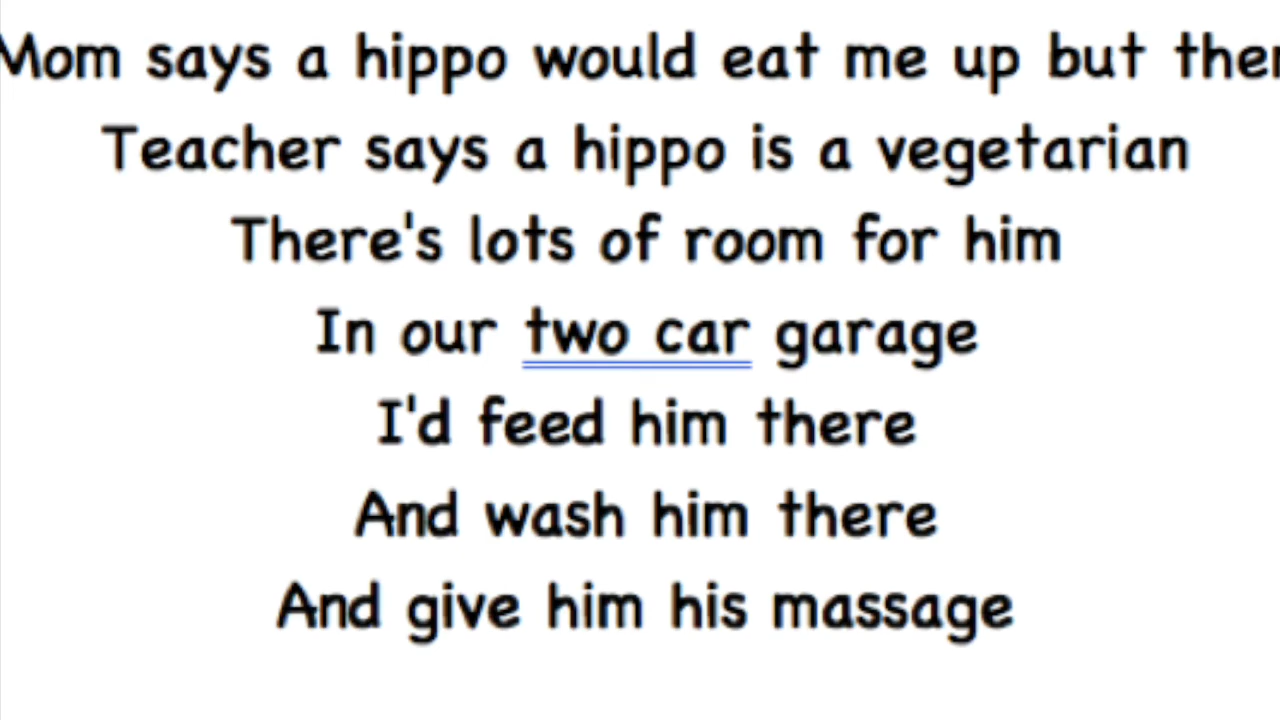 Mom says a hippo would eat me up but then
Teacher says a hippo is a vegetarian
There's lots of room for him
In our two car garage
I'd feed him there
And wash him there
And give him his massage